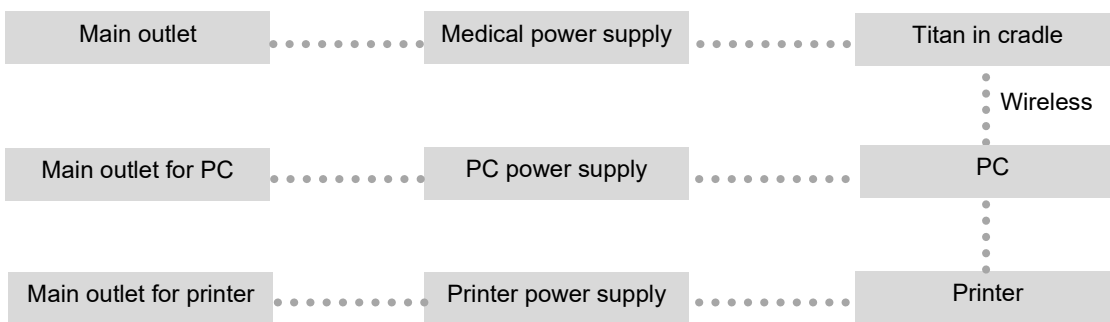 Main outlet
Medical power supply
Titan in cradle
Wireless
Main outlet for PC
PC power supply
PC
Main outlet for printer
Printer power supply
Printer